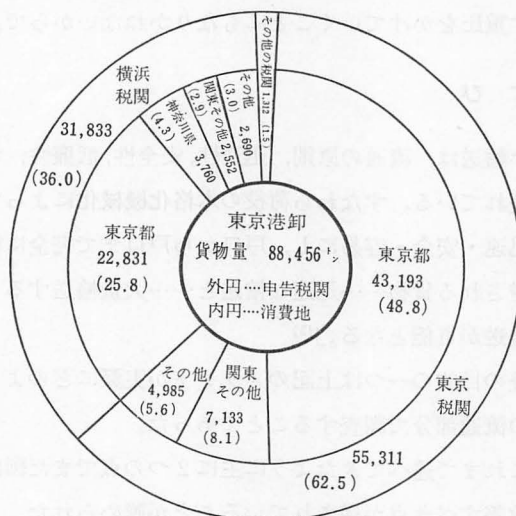 その他の税関 1,312 (1.5)
横浜
税関
31,833
(36.0)
その他
2,690
(3.0)
関東その他
2,552
(2.9)
神奈川県
3,760
(4.3)
東京都
22,831
(25.8)
東京港卸
貨物量 88,456トン
外円…申告税関
内円…消費地
東京都
43,193
(48.8)
その他
4,985
(5.6)
関東
その他
7,133
(8.1)
東京
税関
55,311
(62.5)